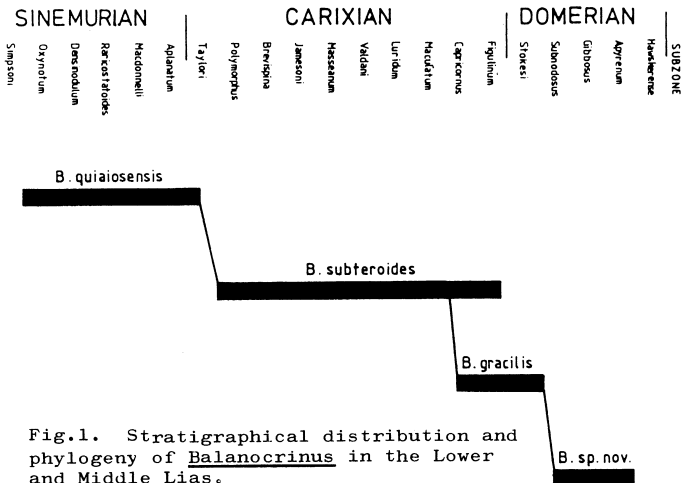 SINEMURIAN CARIXIAN DOMERIAN
Simpsoni Oxynotum Densinodulum Raricostatoides Macdonnelli Aplanatum Taylori Polymorphus Brevispina Jamesoni Masseanum Valdani Luridum Maculatum Capricornus Figulinum Stokesi Subnodosus Gibbosus Apyrenum Hawskerense SUBZONE
B. quiaiosensis
B. subteroides
B. gracilis
Fig.1. Stratigraphical distribution and
phylogeny of Balanocrinus in the Lower
and Middle Lias.
B. sp. nov.